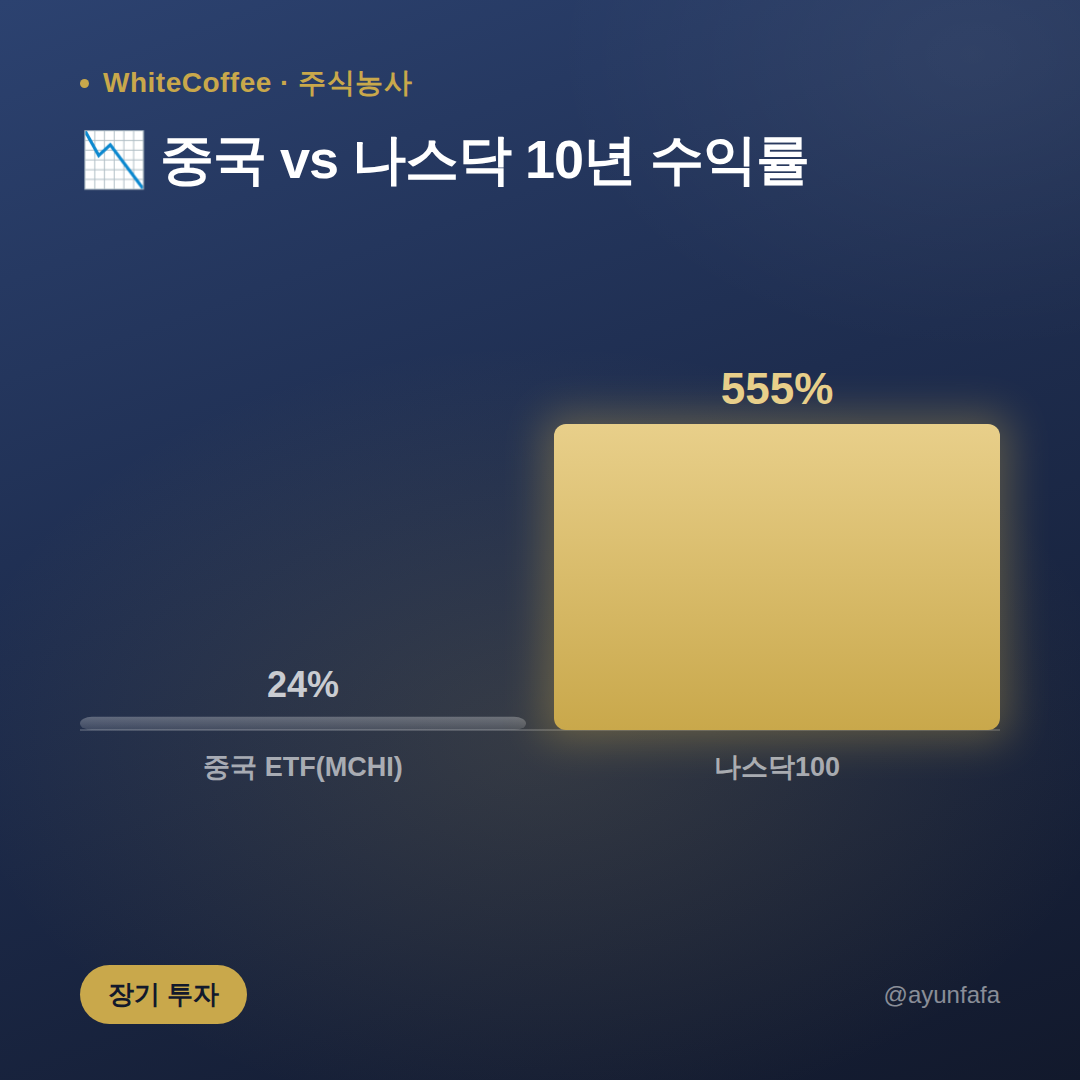 WhiteCoffee · 주식농사
📉 중국 vs 나스닥 10년 수익률
555%
24%
중국 ETF(MCHI)
나스닥100
장기 투자
@ayunfafa